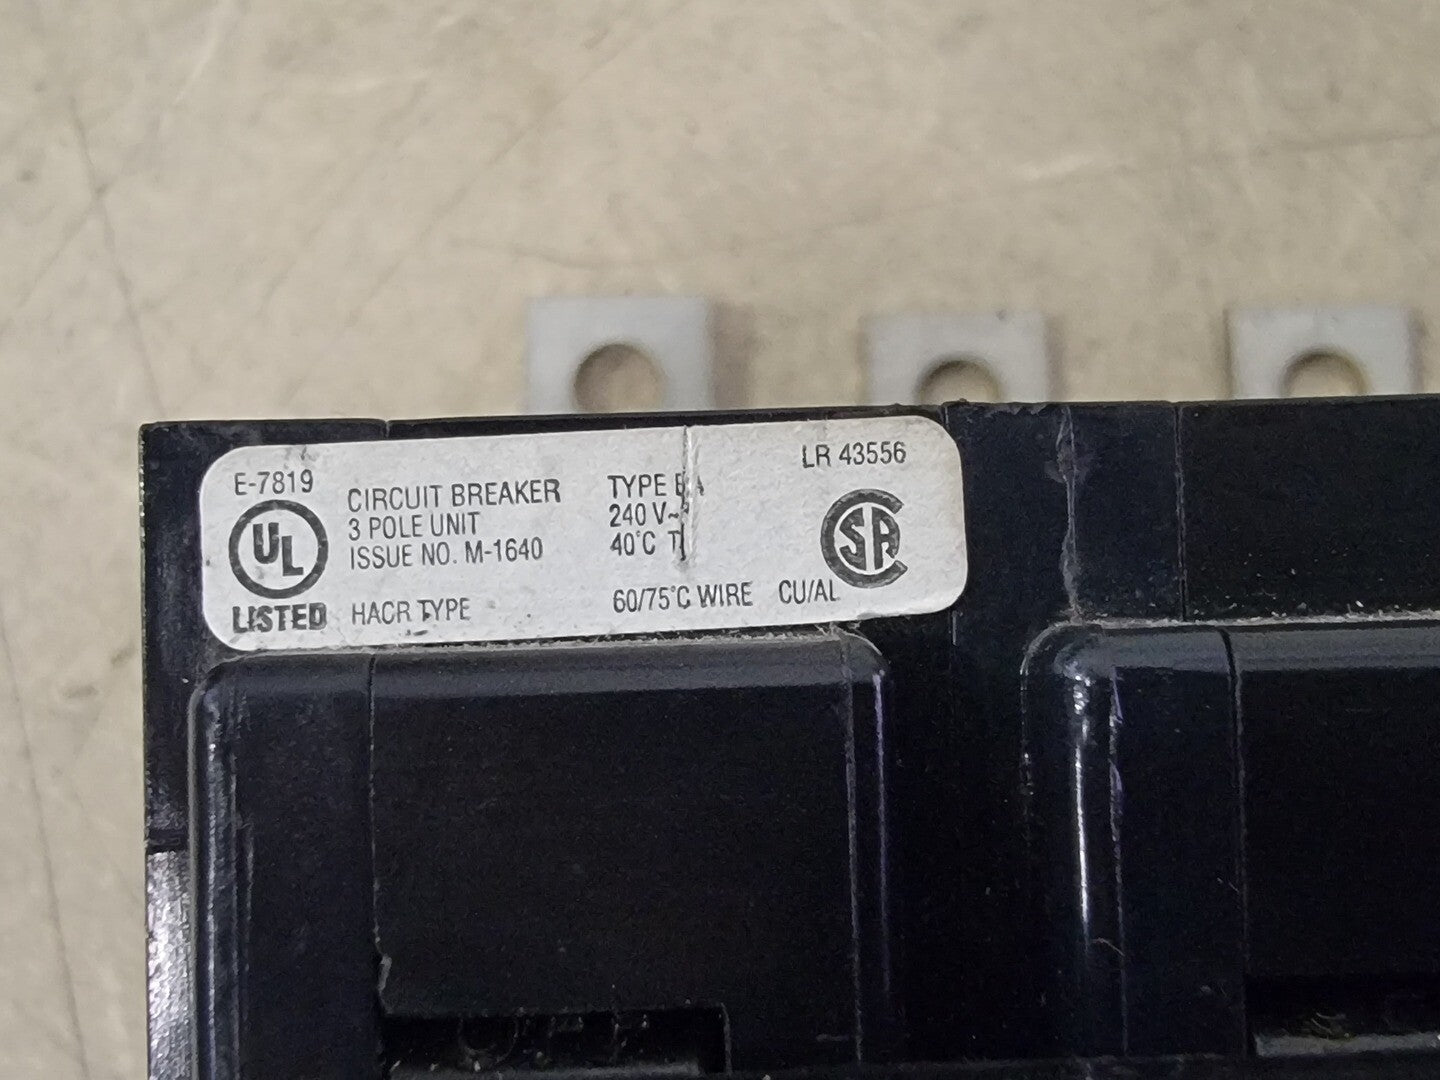 E-7819
UL
LISTED
CIRCUIT BREAKER
3 POLE UNIT
ISSUE NO. M-1640
HACR TYPE
TYPE
240 V~
40°C
60/75°C WIRE CU/AL
LR 43556
CSA